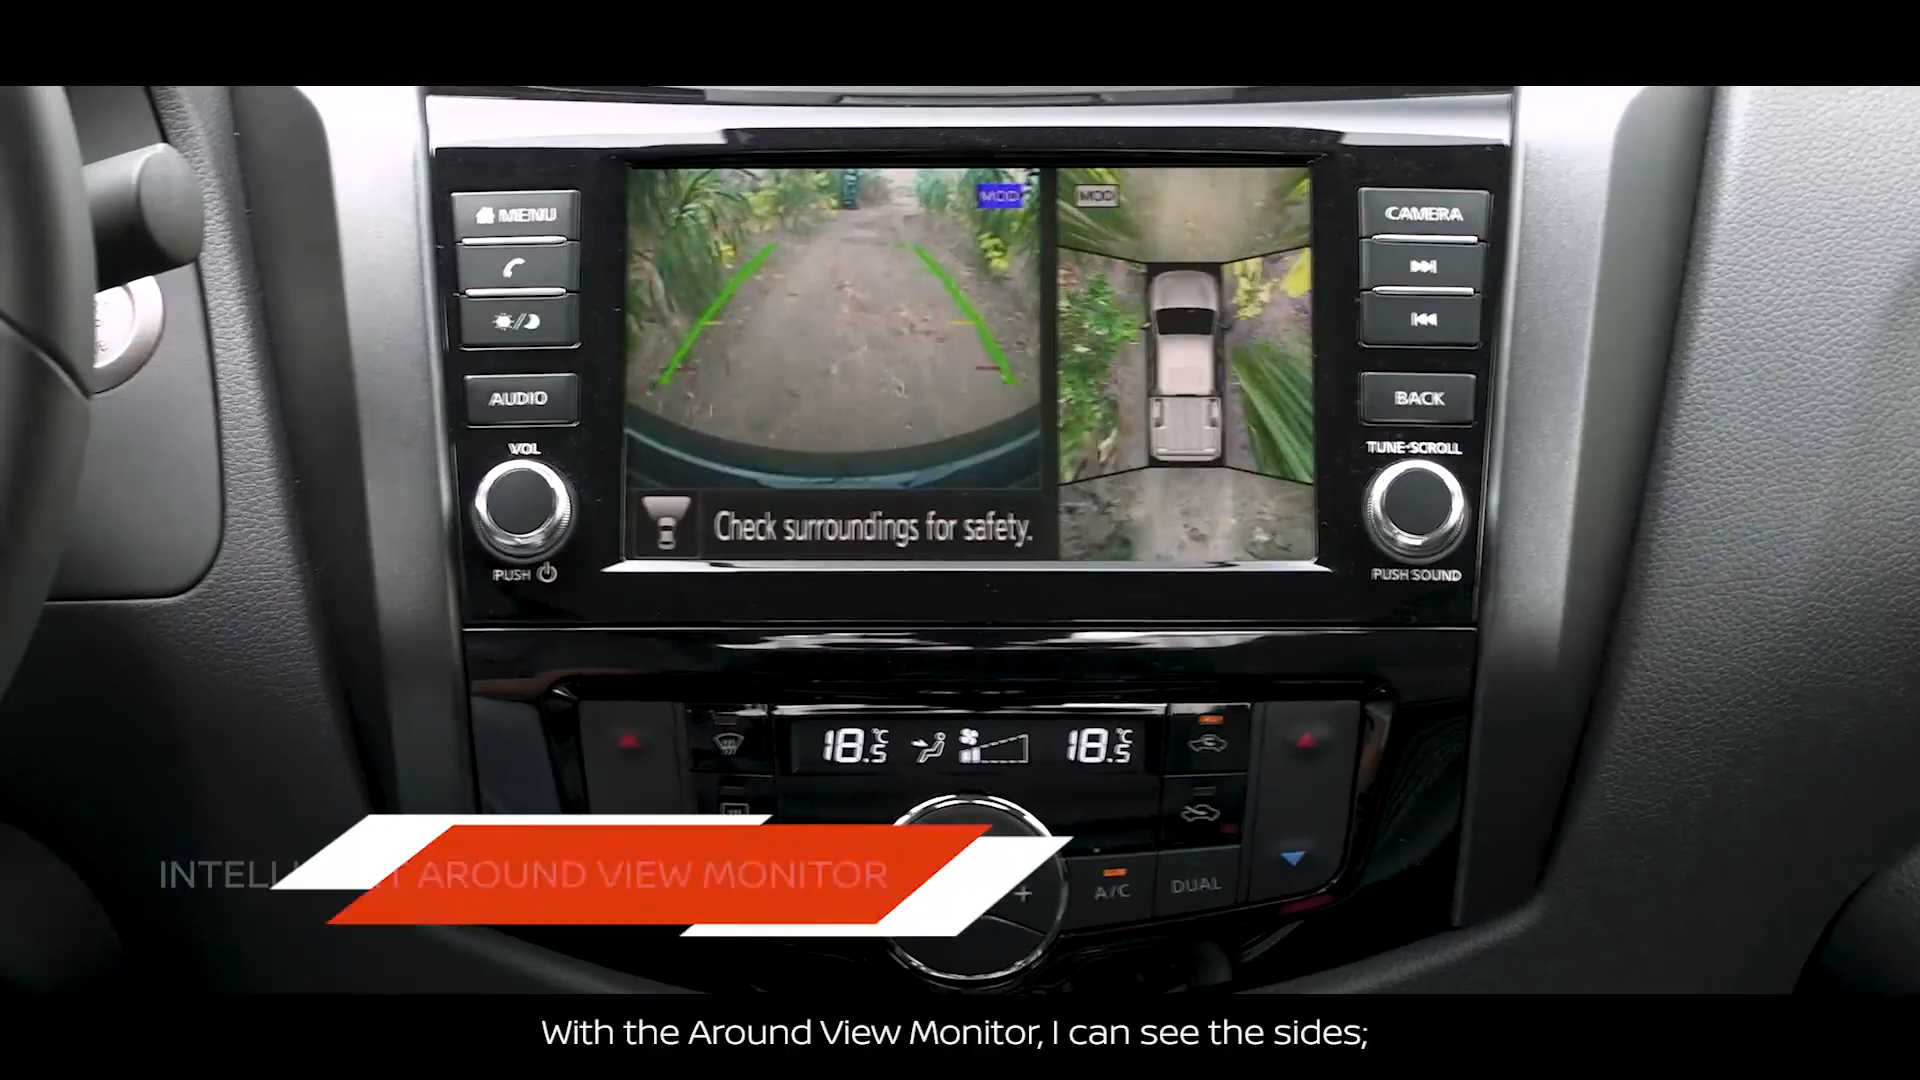 MENU
MOD
MOD
CAMERA
AUDIO
BACK
VOL
TUNE·SCROLL
Check surroundings for safety.
PUSH
PUSH SOUND
18.5°C
18.5°C
AROUND VIEW MONITOR
A/C
DUAL
With the Around View Monitor, I can see the sides;